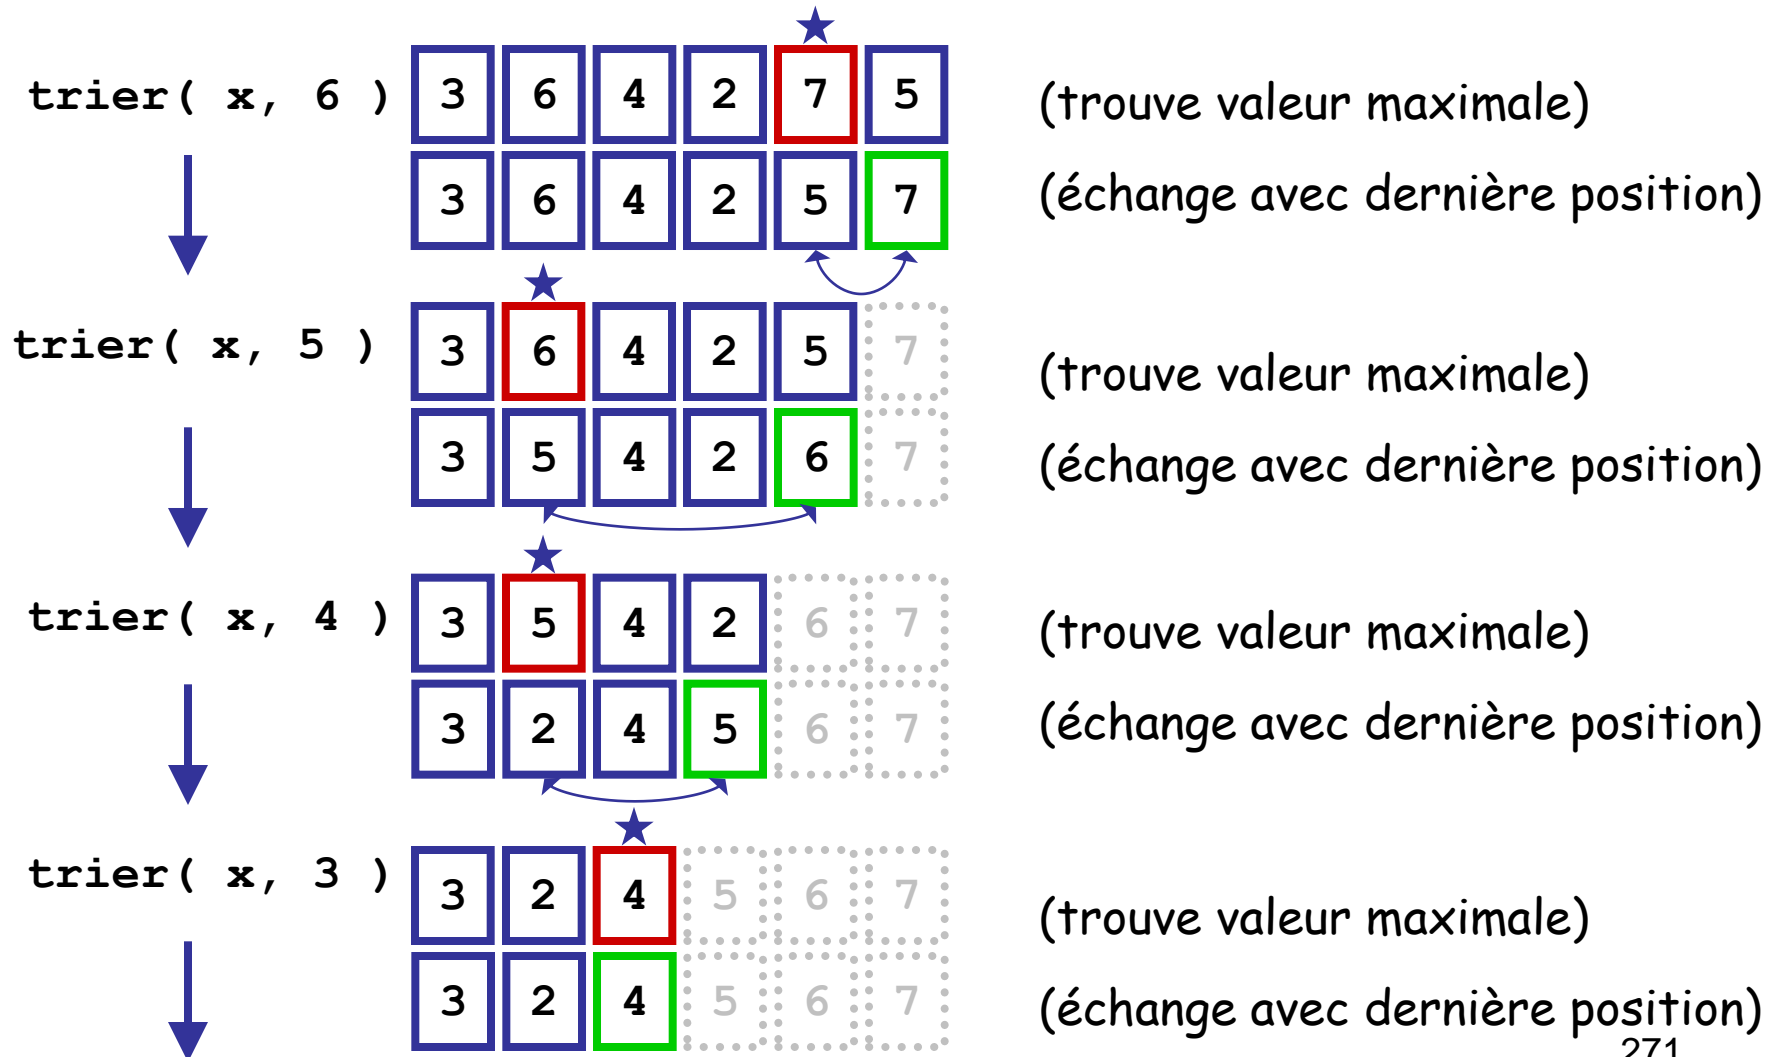 trier( x, 6 ) 3 6 4 2 7 5 (trouve valeur maximale)
3 6 4 2 5 7 (échange avec dernière position)
trier( x, 5 ) 3 6 4 2 5 7 (trouve valeur maximale)
3 5 4 2 6 7 (échange avec dernière position)
trier( x, 4 ) 3 5 4 2 6 7 (trouve valeur maximale)
3 2 4 5 6 7 (échange avec dernière position)
trier( x, 3 ) 3 2 4 5 6 7 (trouve valeur maximale)
3 2 4 5 6 7 (échange avec dernière position)
271